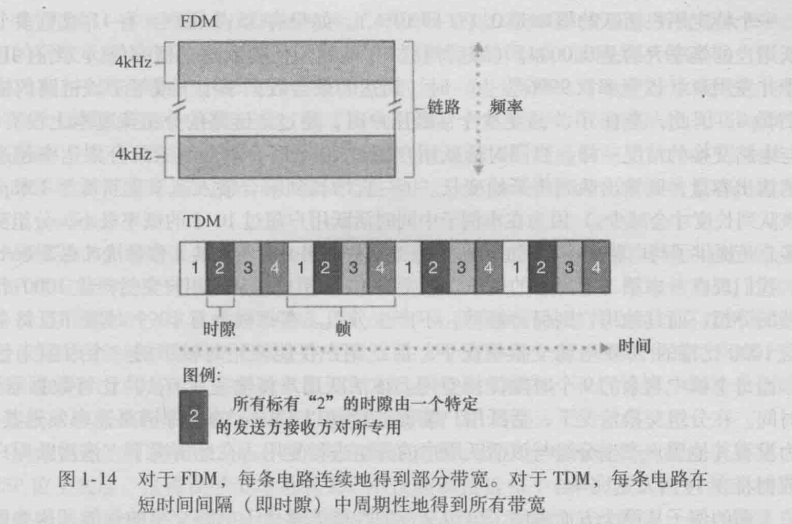 FDM
4kHz
链路
频率
4kHz
TDM
1 2 3 4 1 2 3 4 1 2 3 4 1 2 3 4
时隙
帧
时间
图例:
2
所有标有“2”的时隙由一个特定
的发送方接收方对所专用
图 1-14 对于 FDM，每条电路连续地得到部分带宽。对于 TDM，每条电路在
短时间间隔（即时隙）中周期性地得到所有带宽